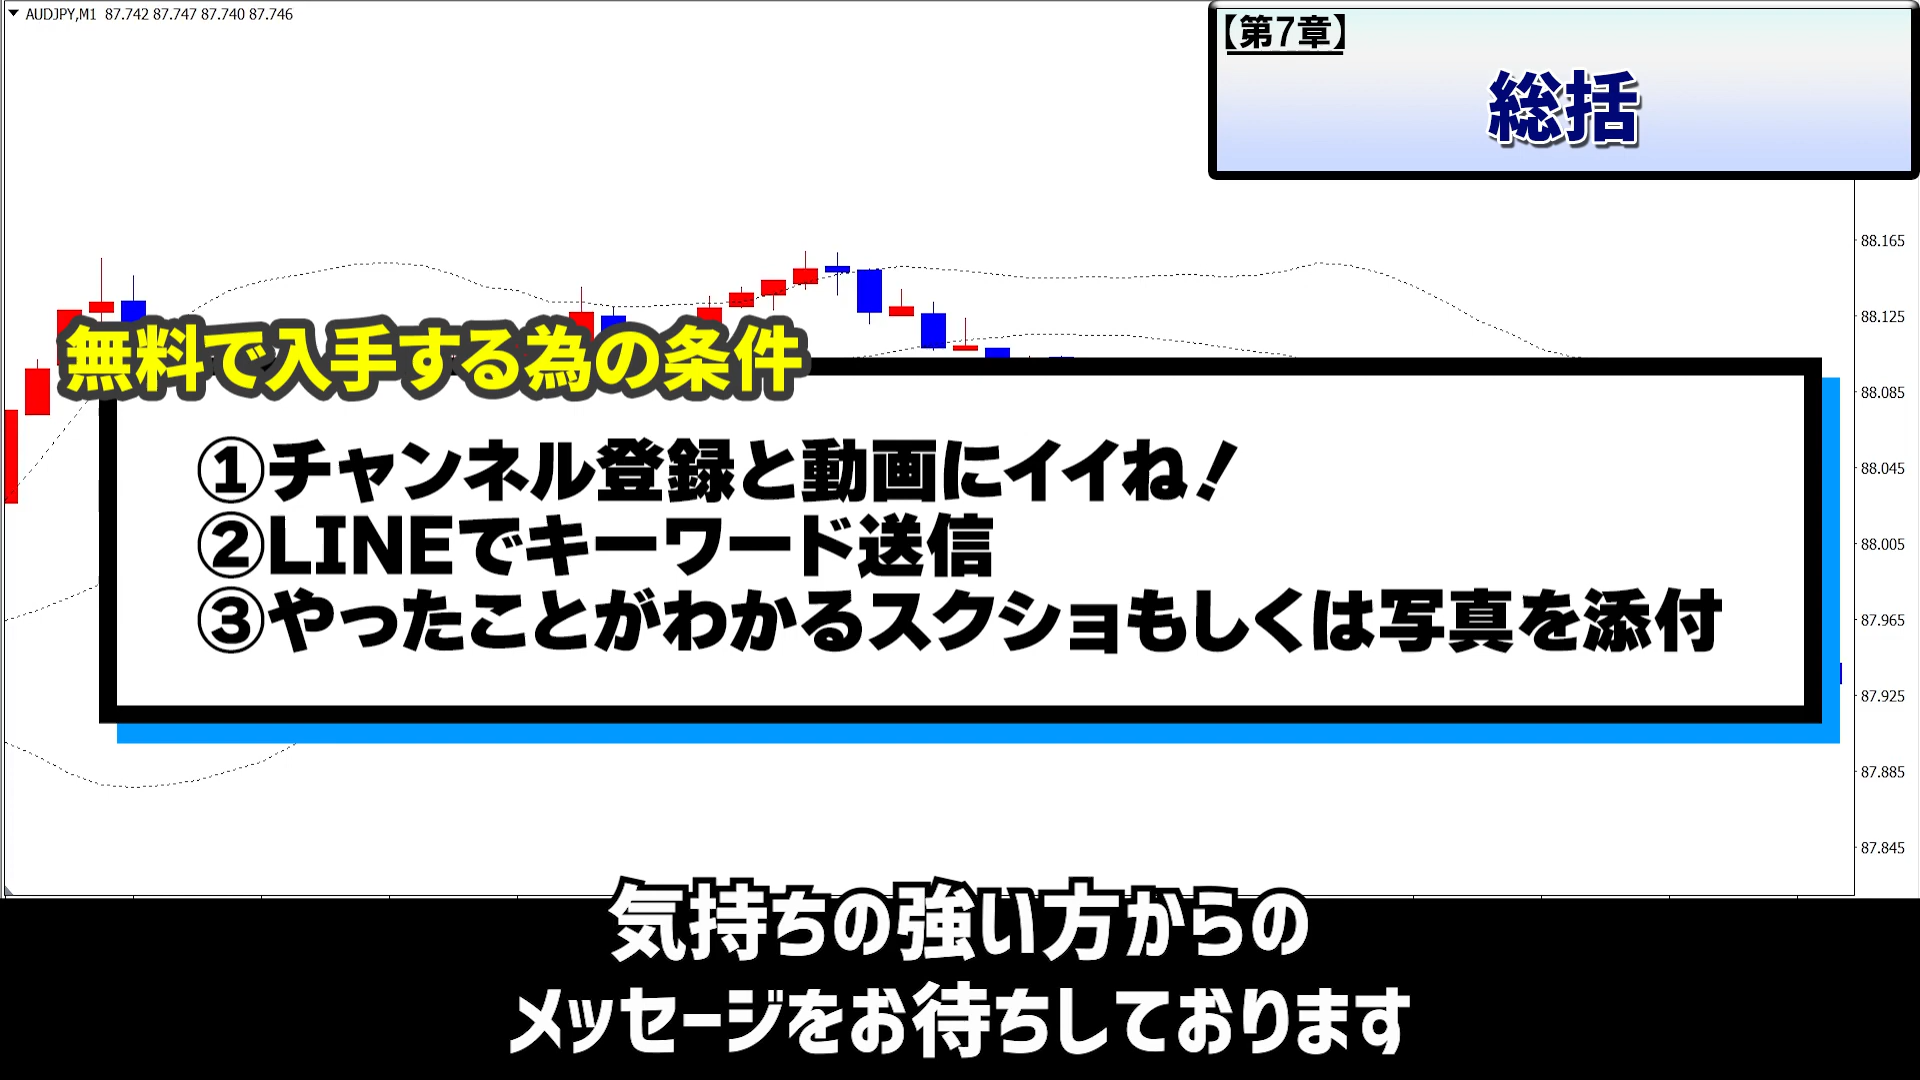 AUDJPY,M1 87.742 87.747 87.740 87.746
【第7章】
総括
88.165
88.125
88.085
88.045
88.005
87.965
87.925
87.885
87.845
無料で入手する為の条件
①チャンネル登録と動画にイイね!
②LINEでキーワード送信
③やったことがわかるスクショもしくは写真を添付
気持ちの強い方からの
メッセージをお待ちしております